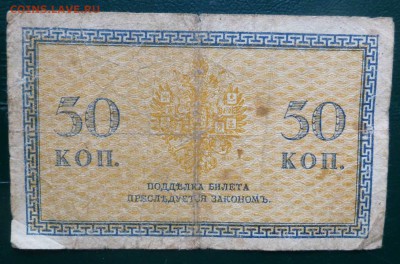 COINS.LAVE.RU
50 50
КОП. КОП.
ПОДДѢЛКА БИЛЕТА
ПРЕСЛѢДУЕТСЯ ЗАКОНОМЪ.